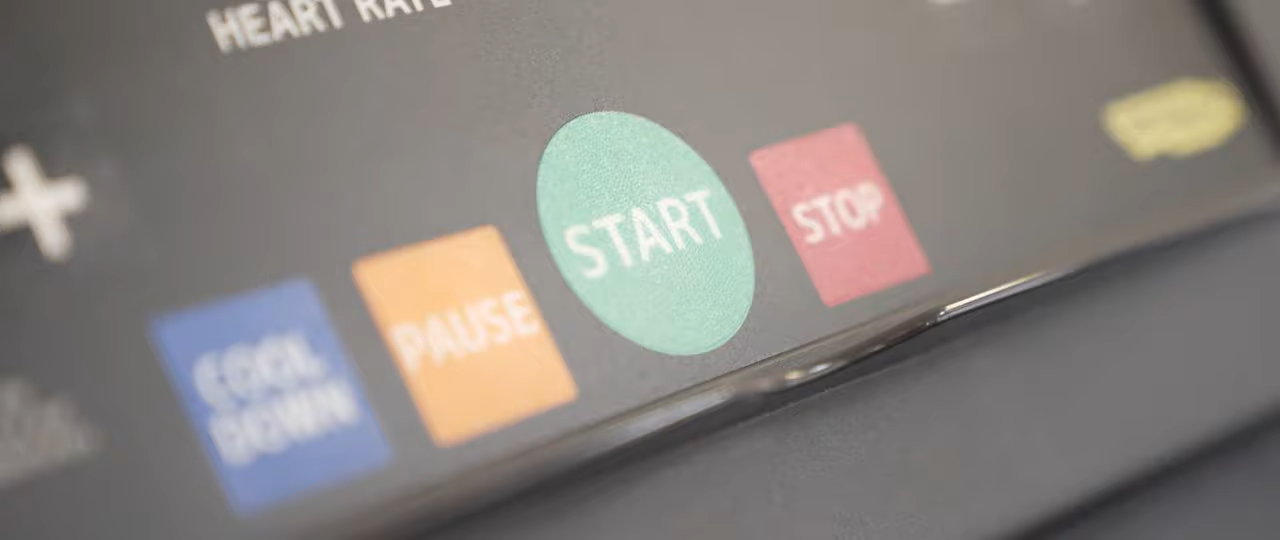 HEART RATE
COOL
DOWN
PAUSE
START
STOP